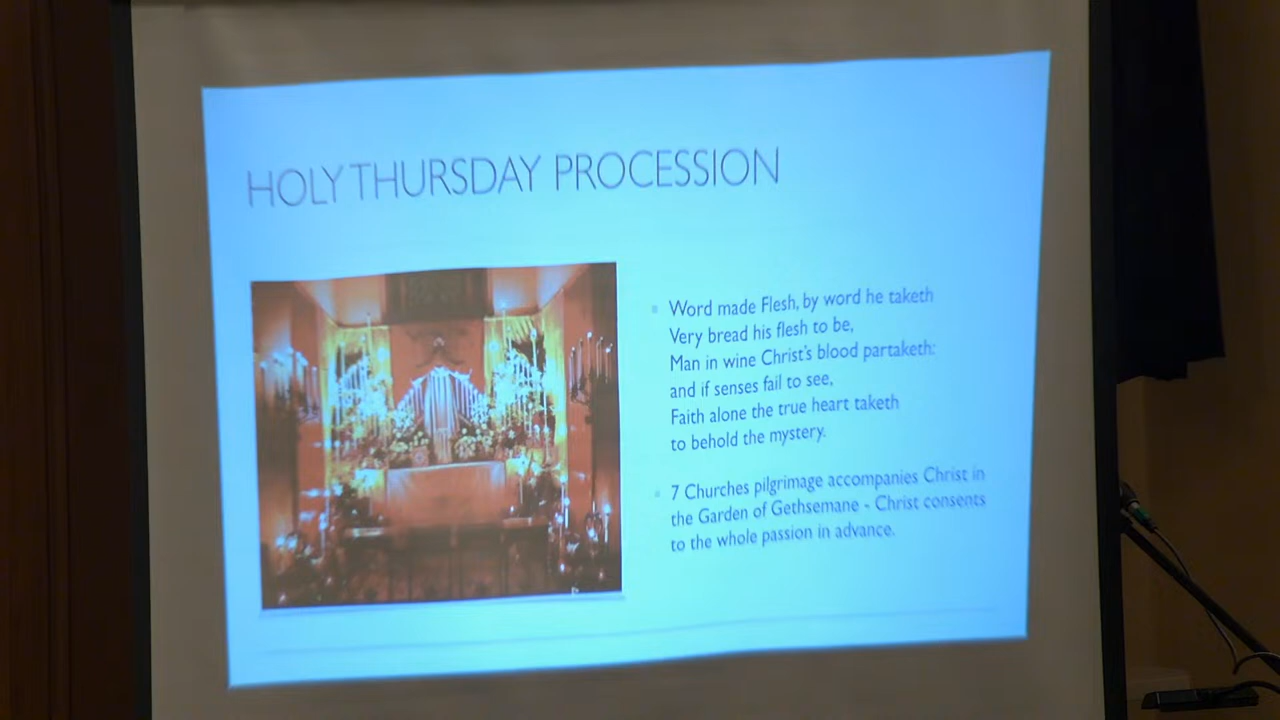 HOLY THURSDAY PROCESSION
Word made Flesh, by word he taketh
Very bread his flesh to be,
Man in wine Christ's blood partaketh:
and if senses fail to see,
Faith alone the true heart taketh
to behold the mystery.
7 Churches pilgrimage accompanies Christ in
the Garden of Gethsemane - Christ consents
to the whole passion in advance.